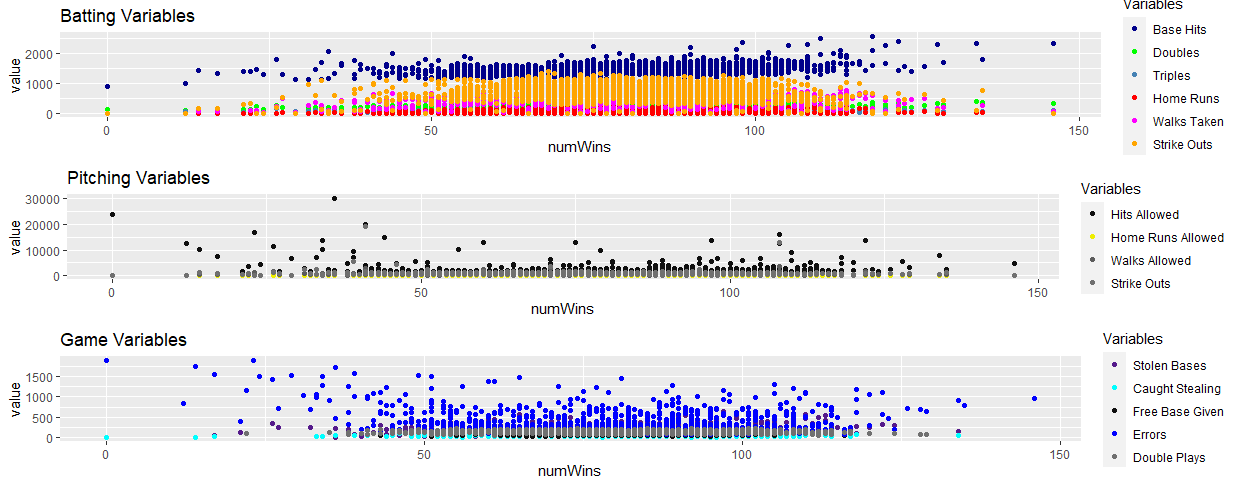 Batting Variables
value
2000
1000
0
0
50
100
150
numWins
Variables
Base Hits
Doubles
Triples
Home Runs
Walks Taken
Strike Outs
Pitching Variables
value
30000
20000
10000
0
0
50
100
150
numWins
Variables
Hits Allowed
Home Runs Allowed
Walks Allowed
Strike Outs
Game Variables
value
1500
1000
500
0
0
50
100
150
numWins
Variables
Stolen Bases
Caught Stealing
Free Base Given
Errors
Double Plays